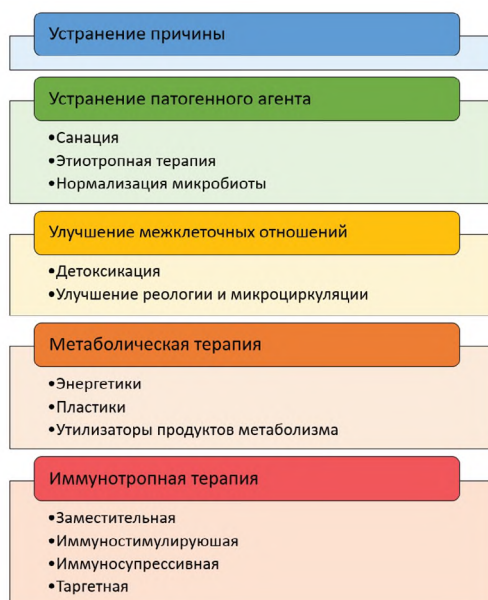 Устранение причины
Устранение патогенного агента
•Санация
•Этиотропная терапия
•Нормализация микробиоты
Улучшение межклеточных отношений
•Детоксикация
•Улучшение реологии и микроциркуляции
Метаболическая терапия
•Энергетики
•Пластики
•Утилизаторы продуктов метаболизма
Иммунотропная терапия
•Заместительная
•Иммуностимулируюшая
•Иммуносупрессивная
•Таргетная